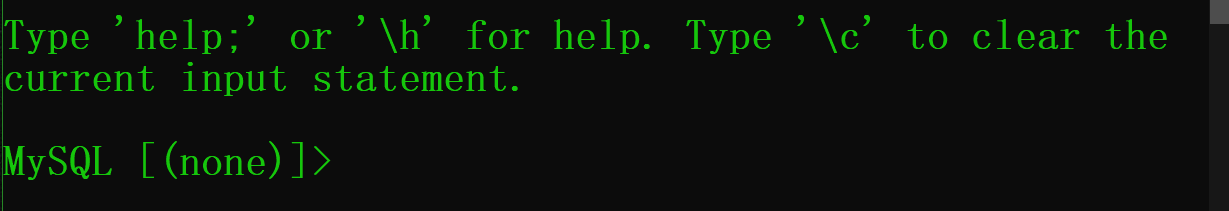 Type 'help;' or '\h' for help. Type '\c' to clear the
current input statement.
MySQL [(none)]>